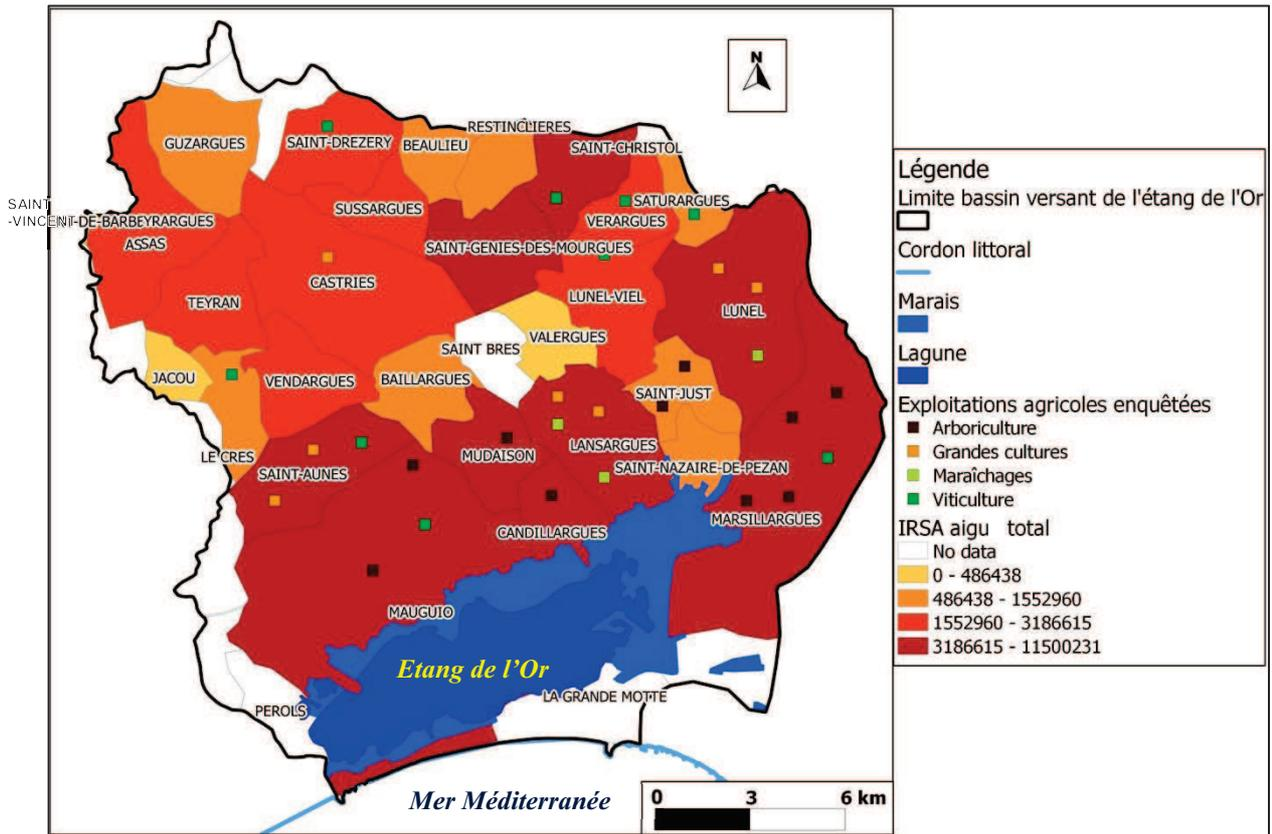 N
GUZARGUES
SAINT-DREZERY
BEAULIEU
RESTINCLIERES
SAINT-CHRISTOL
SAINT
-VINCENT-DE-BARBEYRARGUES
ASSAS
SUSSARGUES
SATURARGUES
VERARGUES
SAINT-GENIES-DES-MOURGUES
CASTRIES
TEYRAN
LUNEL-VIEL
LUNEL
VALERGUES
SAINT BRES
JACOU
VENDARGUES
BAILLARGUES
SAINT-JUST
LE CRES
SAINT-AUNES
MUDAISON
LANSARGUES
SAINT-NAZAIRE-DE-PEZAN
CANDILLARGUES
MARSILLARGUES
MAUGUIO
Etang de l'Or
LA GRANDE MOTTE
PEROLS
Mer Méditerranée
0 3 6 km
Légende
Limite bassin versant de l'étang de l'Or
Cordon littoral
Marais
Lagune
Exploitations agricoles enquêtées
Arboriculture
Grandes cultures
Maraîchages
Viticulture
IRSA aigu total
No data
0 - 486438
486438 - 1552960
1552960 - 3186615
3186615 - 11500231